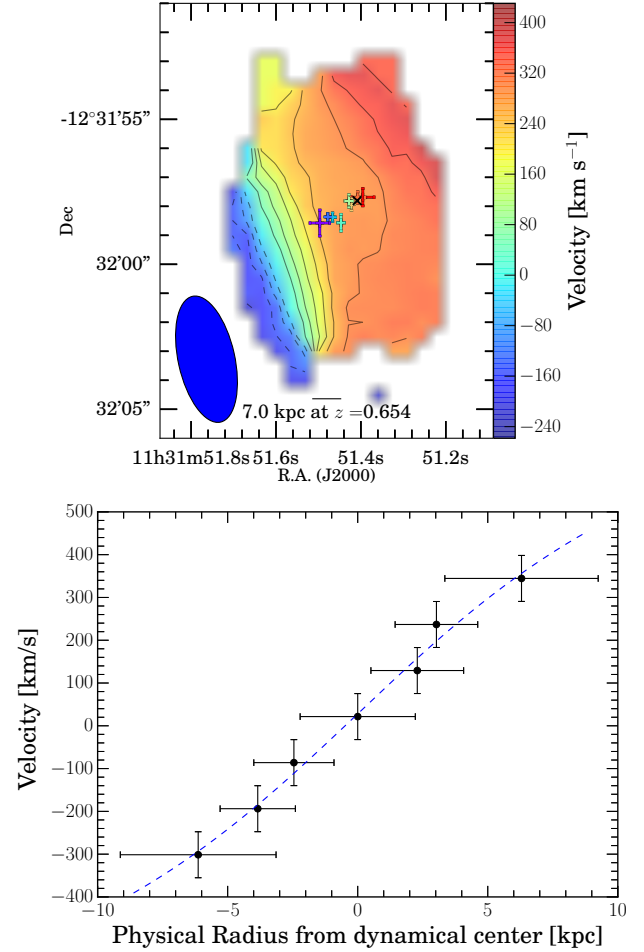 -12°31'55"
32'00"
32'05"
Dec
7.0 kpc at z =0.654
11h31m51.8s 51.6s 51.4s 51.2s
R.A. (J2000)
400
320
240
160
80
0
−80
−160
−240
Velocity [km s⁻¹]
500
400
300
200
100
0
−100
−200
−300
−400
Velocity [km/s]
−10 −5 0 5 10
Physical Radius from dynamical center [kpc]